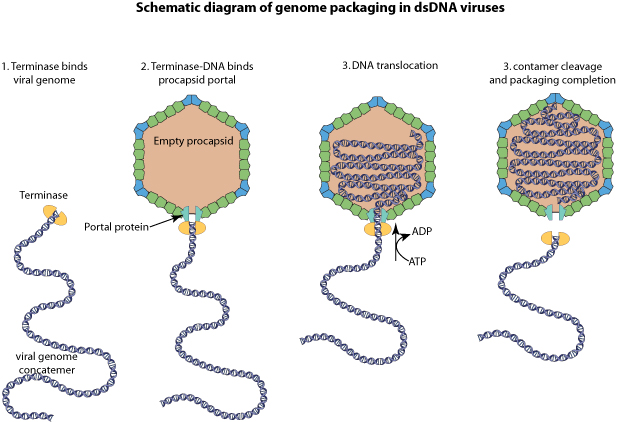 Schematic diagram of genome packaging in dsDNA viruses
1. Terminase binds
viral genome
2. Terminase-DNA binds
procapsid portal
3. DNA translocation
3. contamer cleavage
and packaging completion
Empty procapsid
Terminase
Portal protein
ADP
ATP
viral genome
concatemer